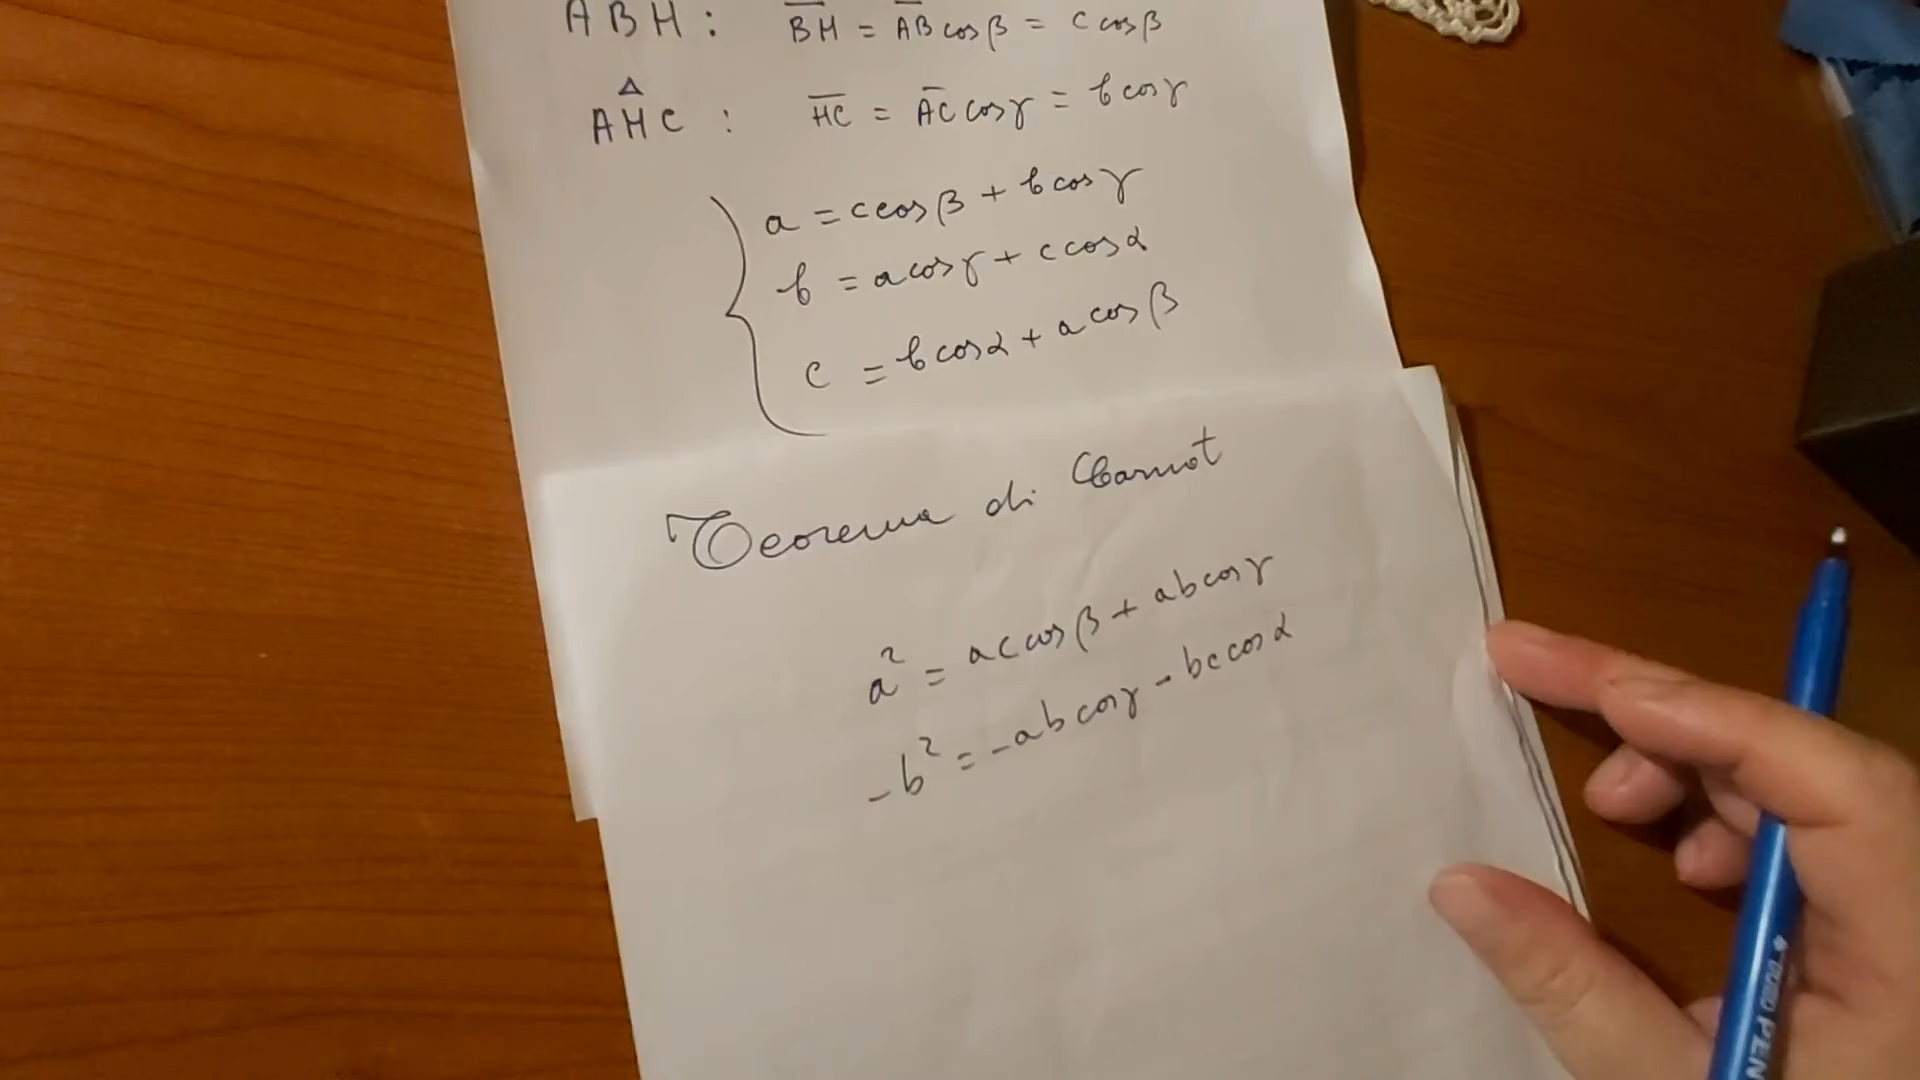 ABH : BH = AB cos β = c cos β
Δ
AHC : HC = AC cos γ = b cos γ
a = c cos β + b cos γ
b = a cos γ + c cos α
c = b cos α + a cos β
Teorema di Carnot
a² = ac cos β + ab cos γ
-b² = -ab cos γ - bc cos α